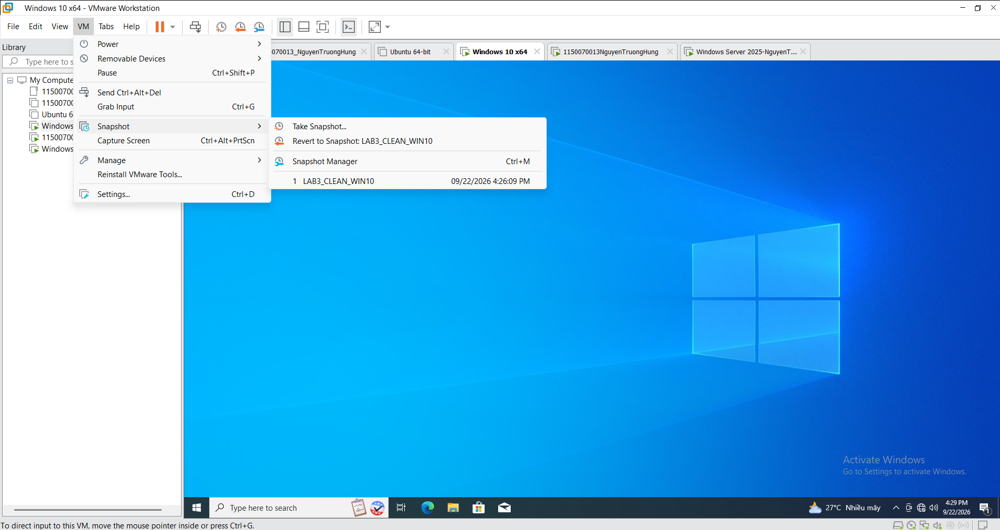 Windows 10 x64 - VMware Workstation
File Edit View VM Tabs Help
Library
Type here to s
My Compute
11500700
11500700
Ubuntu 6
Windows
11500700
Windows
Power
Removable Devices
Pause Ctrl+Shift+P
Send Ctrl+Alt+Del
Grab Input Ctrl+G
Snapshot
Capture Screen Ctrl+Alt+PrtScn
Manage
Reinstall VMware Tools...
Settings... Ctrl+D
070013_NguyenTruongHung
Ubuntu 64-bit
Windows 10 x64
1150070013NguyenTruongHung
Windows Server 2025-NguyenT...
Take Snapshot...
Revert to Snapshot: LAB3_CLEAN_WIN10
Snapshot Manager Ctrl+M
1 LAB3_CLEAN_WIN10 09/22/2026 4:26:09 PM
Activate Windows
Go to Settings to activate Windows.
Type here to search
27°C Nhiều mây
4:29 PM
9/22/2026
1
To direct input to this VM, move the mouse pointer inside or press Ctrl+G.